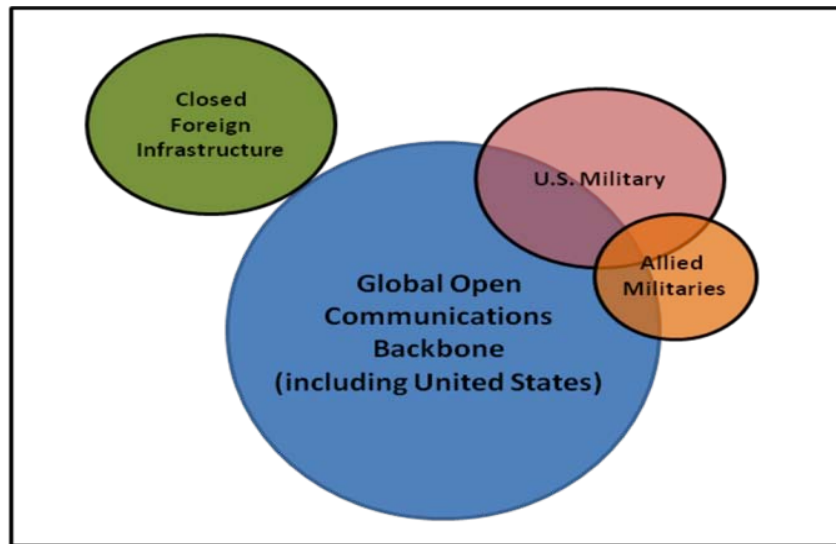 Closed
Foreign
Infrastructure
U.S. Military
Allied
Militaries
Global Open
Communications
Backbone
(including United States)